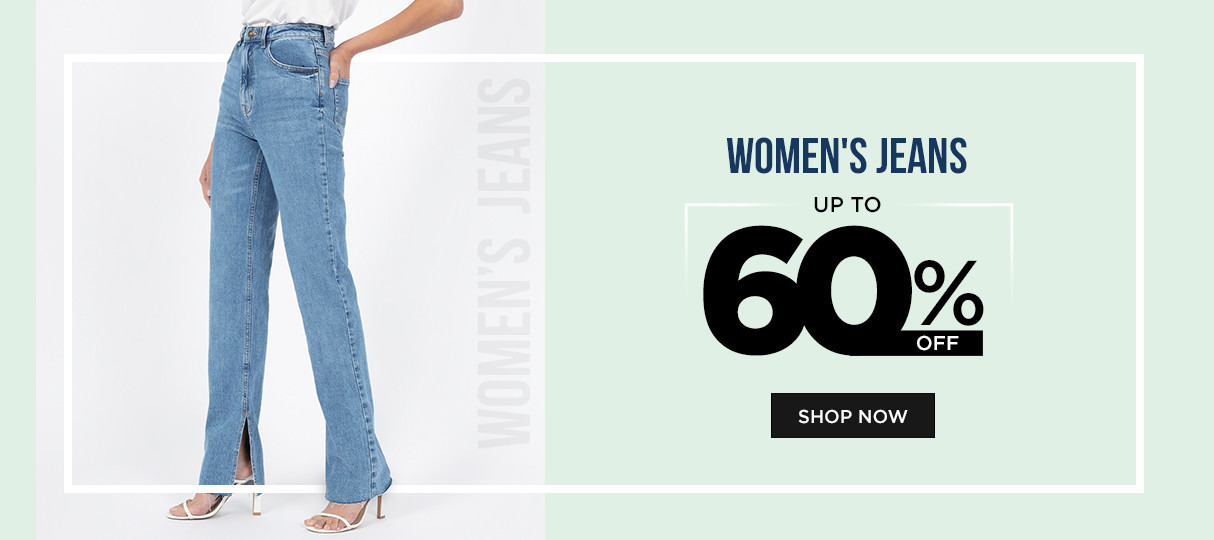 WOMEN'S JEANS
WOMEN'S JEANS
UP TO
60%
OFF
SHOP NOW